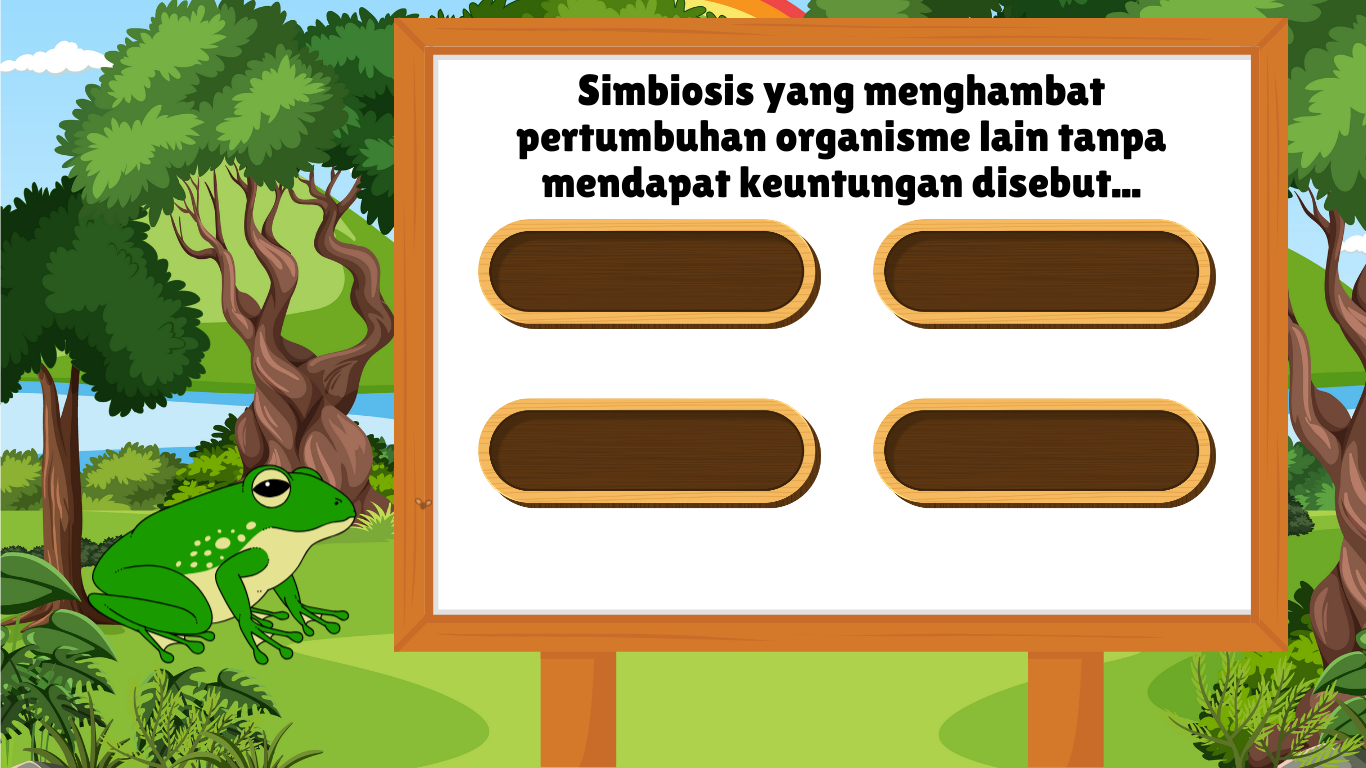 Simbiosis yang menghambat
pertumbuhan organisme lain tanpa
mendapat keuntungan disebut...